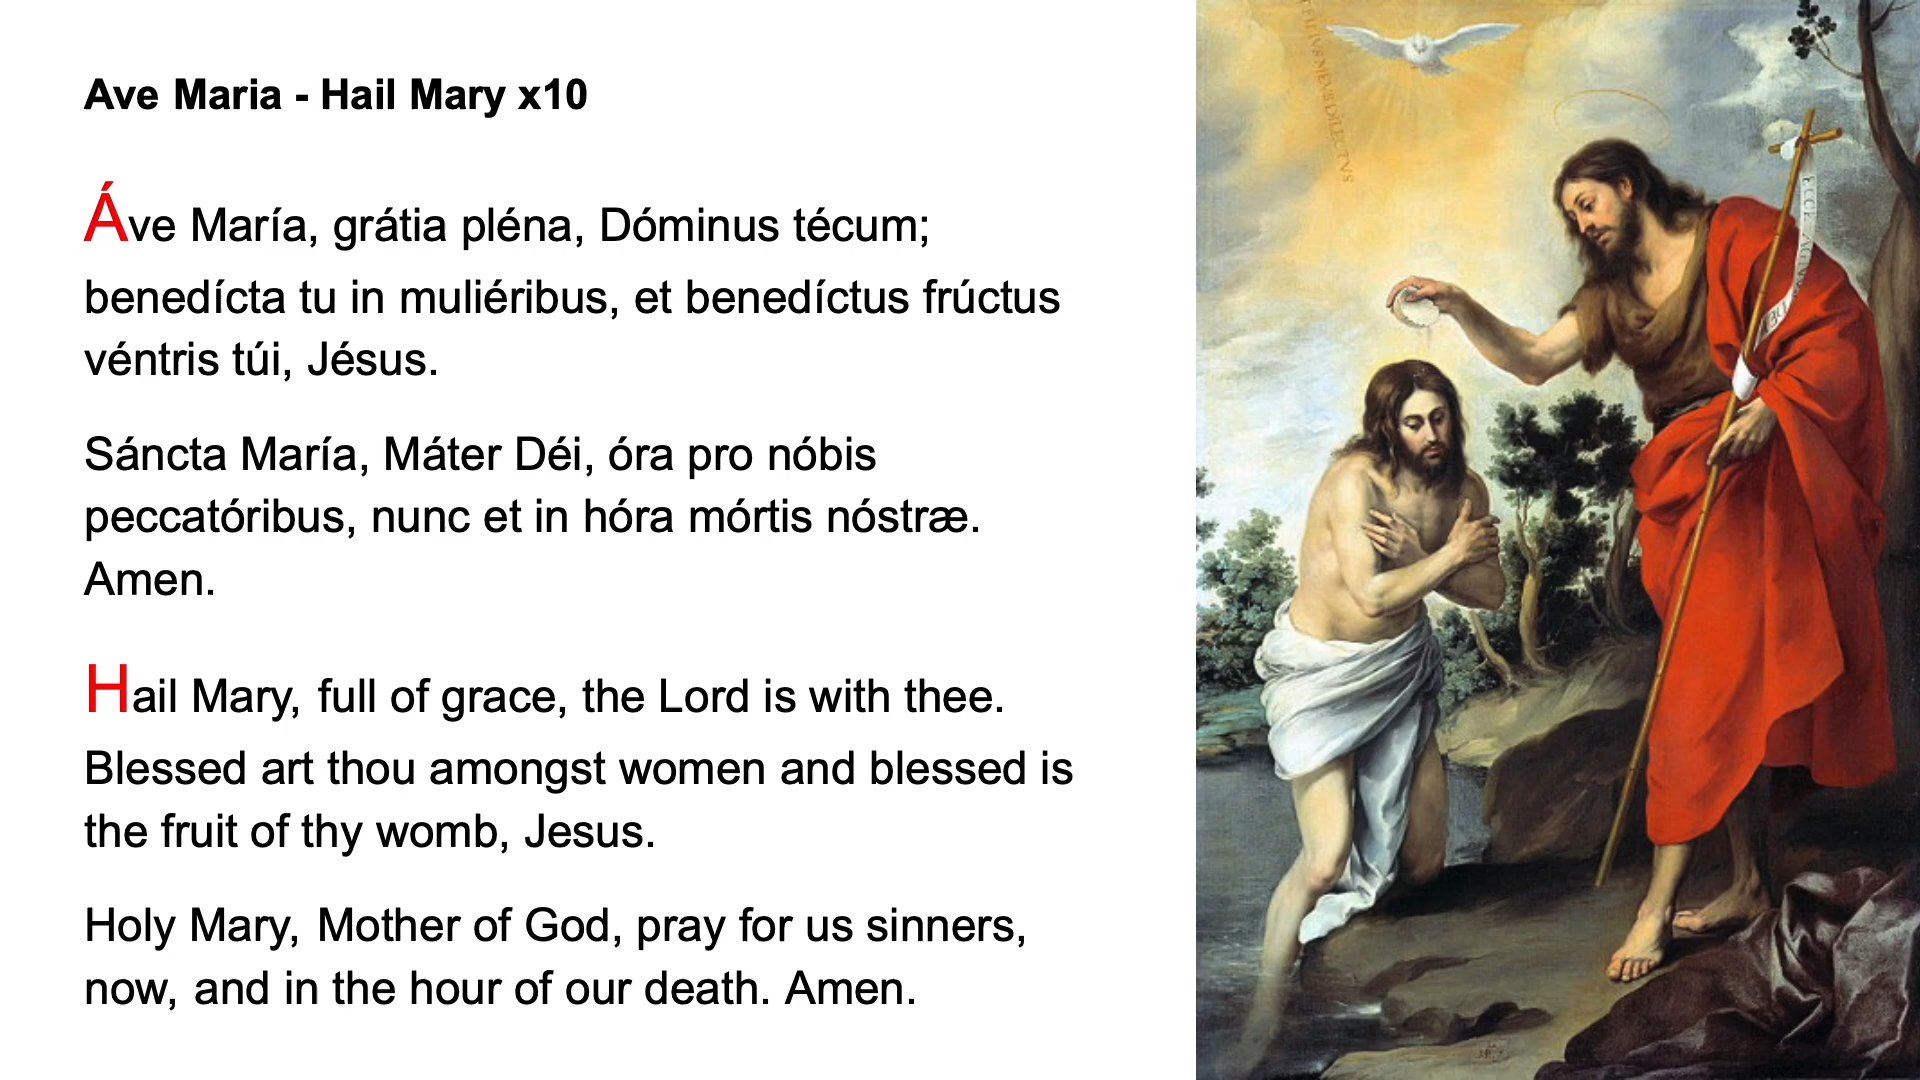 Ave Maria - Hail Mary x10
Áve María, grátia pléna, Dóminus técum;
benedícta tu in muliéribus, et benedíctus frúctus
véntris túi, Jésus.
Sáncta María, Máter Déi, óra pro nóbis
peccatóribus, nunc et in hóra mórtis nóstræ.
Amen.
Hail Mary, full of grace, the Lord is with thee.
Blessed art thou amongst women and blessed is
the fruit of thy womb, Jesus.
Holy Mary, Mother of God, pray for us sinners,
now, and in the hour of our death. Amen.
FILIVS MEVS DILECTVS
ECCE